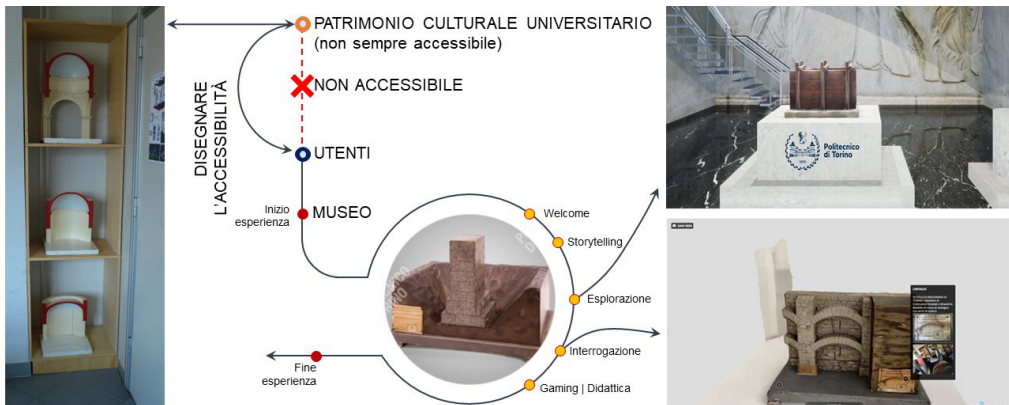 PATRIMONIO CULTURALE UNIVERSITARIO
(non sempre accessibile)
NON ACCESSIBILE
DISEGNARE
L'ACCESSIBILITÀ
UTENTI
Inizio
esperienza
MUSEO
Welcome
Storytelling
Esplorazione
Interrogazione
Gaming | Didattica
Fine
esperienza
Politecnico
di Torino